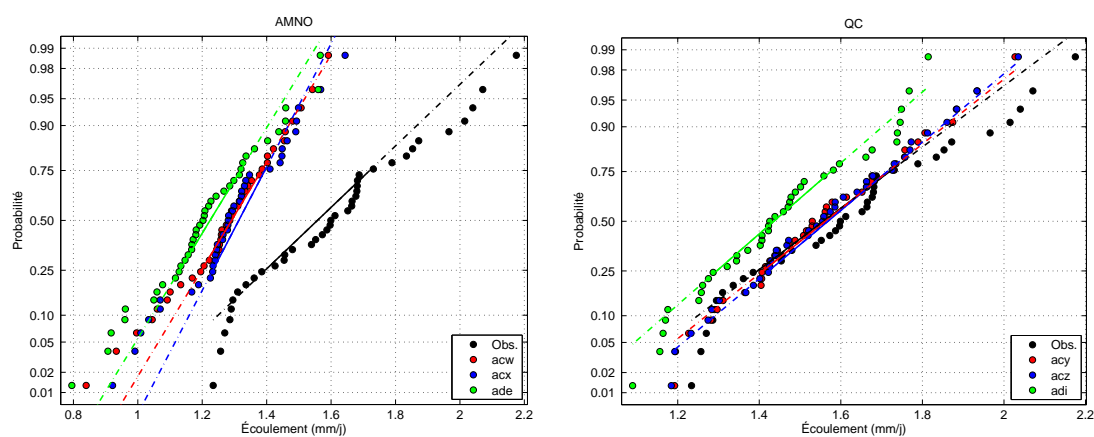 AMNO
Probabilité
0.99
0.98
0.95
0.90
0.75
0.50
0.25
0.10
0.05
0.02
0.01
0.8 1 1.2 1.4 1.6 1.8 2 2.2
Écoulement (mm/j)
Obs.
acw
acx
ade
QC
Probabilité
0.99
0.98
0.95
0.90
0.75
0.50
0.25
0.10
0.05
0.02
0.01
1.2 1.4 1.6 1.8 2 2.2
Écoulement (mm/j)
Obs.
acy
acz
adi